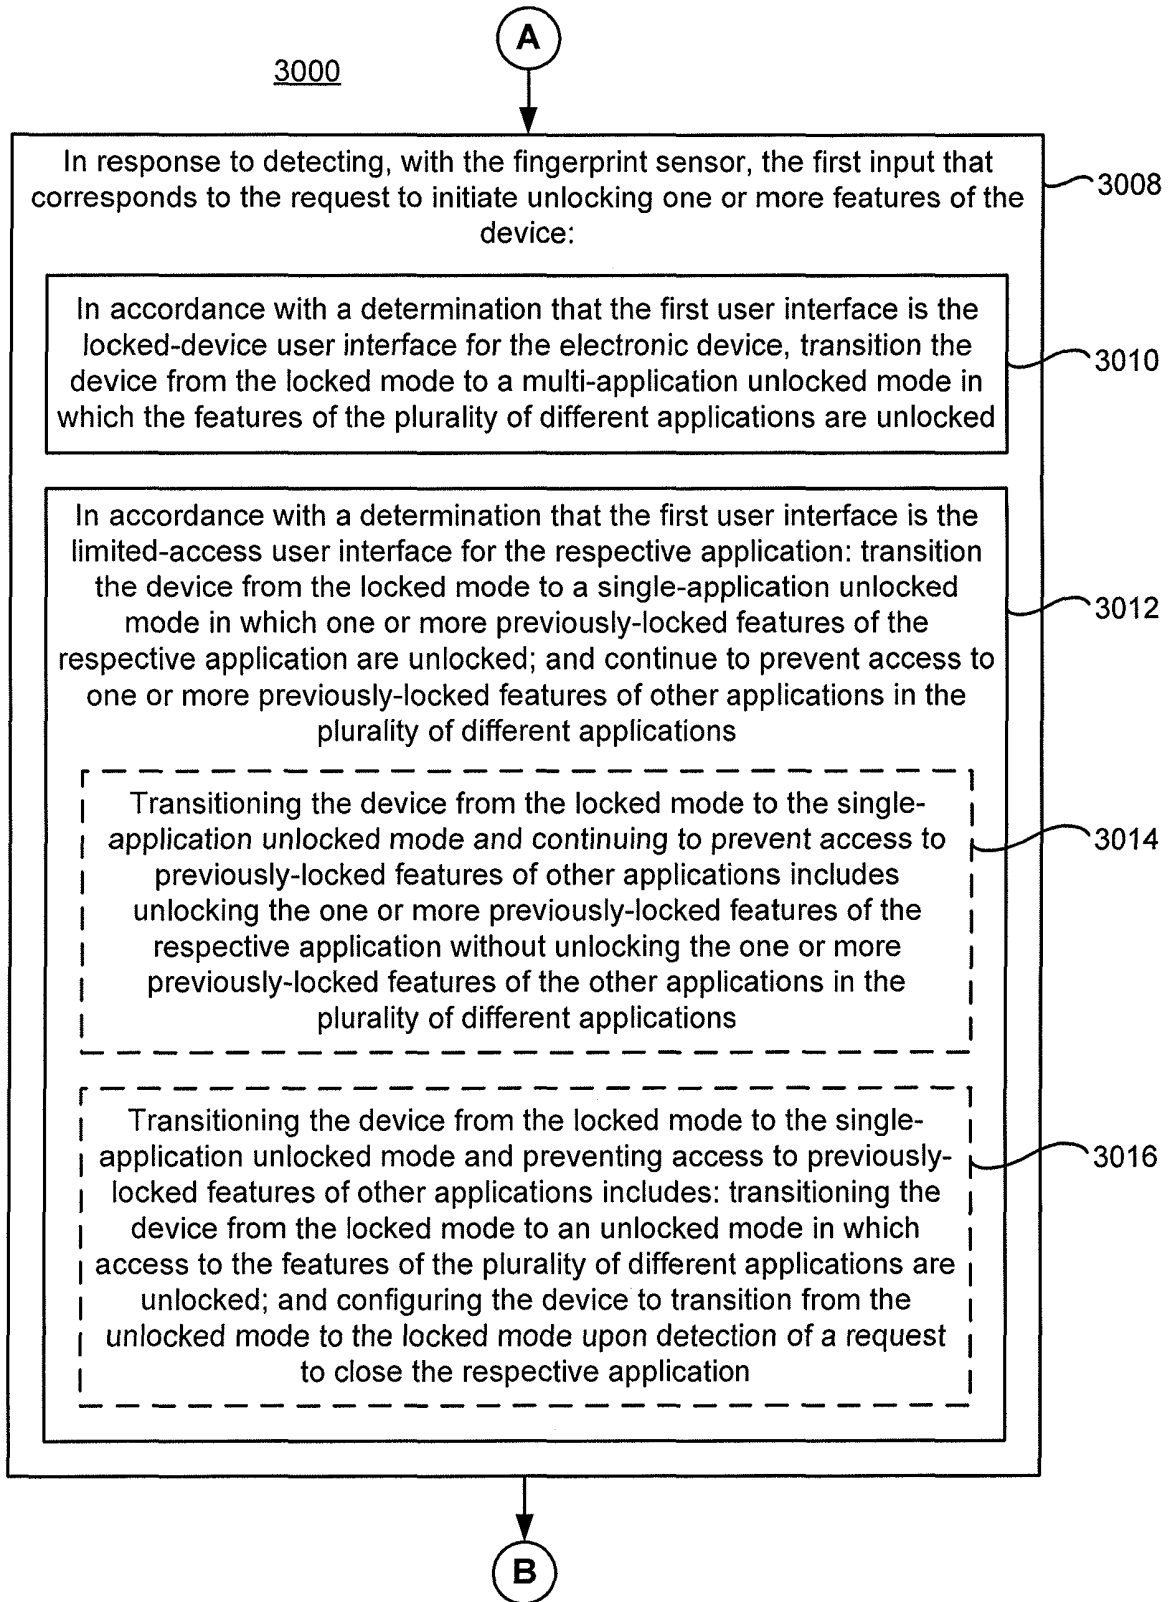 A
3000
In response to detecting, with the fingerprint sensor, the first input that
corresponds to the request to initiate unlocking one or more features of the
device:
3008
In accordance with a determination that the first user interface is the
locked-device user interface for the electronic device, transition the
device from the locked mode to a multi-application unlocked mode in
which the features of the plurality of different applications are unlocked
3010
In accordance with a determination that the first user interface is the
limited-access user interface for the respective application: transition
the device from the locked mode to a single-application unlocked
mode in which one or more previously-locked features of the
respective application are unlocked; and continue to prevent access to
one or more previously-locked features of other applications in the
plurality of different applications
3012
Transitioning the device from the locked mode to the single-
application unlocked mode and continuing to prevent access to
previously-locked features of other applications includes
unlocking the one or more previously-locked features of the
respective application without unlocking the one or more
previously-locked features of the other applications in the
plurality of different applications
3014
Transitioning the device from the locked mode to the single-
application unlocked mode and preventing access to previously-
locked features of other applications includes: transitioning the
device from the locked mode to an unlocked mode in which
access to the features of the plurality of different applications are
unlocked; and configuring the device to transition from the
unlocked mode to the locked mode upon detection of a request
to close the respective application
3016
B